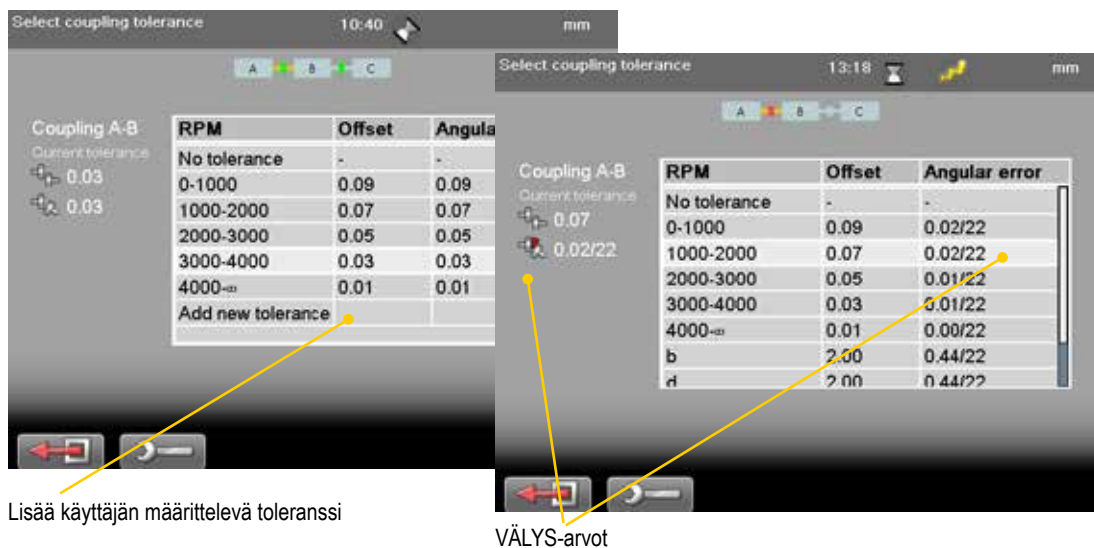 Select coupling tolerance 10:40 mm
A B C
Coupling A-B
Current tolerance
0.03
0.03
RPM Offset Angula
No tolerance - -
0-1000 0.09 0.09
1000-2000 0.07 0.07
2000-3000 0.05 0.05
3000-4000 0.03 0.03
4000-∞ 0.01 0.01
Add new tolerance
Lisää käyttäjän määrittelevä toleranssi
Select coupling tolerance 13:18 mm
A B C
Coupling A-B
Current tolerance
0.07
0.02/22
RPM Offset Angular error
No tolerance - -
0-1000 0.09 0.02/22
1000-2000 0.07 0.02/22
2000-3000 0.05 0.01/22
3000-4000 0.03 0.01/22
4000-∞ 0.01 0.00/22
b 2.00 0.44/22
d 2.00 0.44/22
VÄLYS-arvot